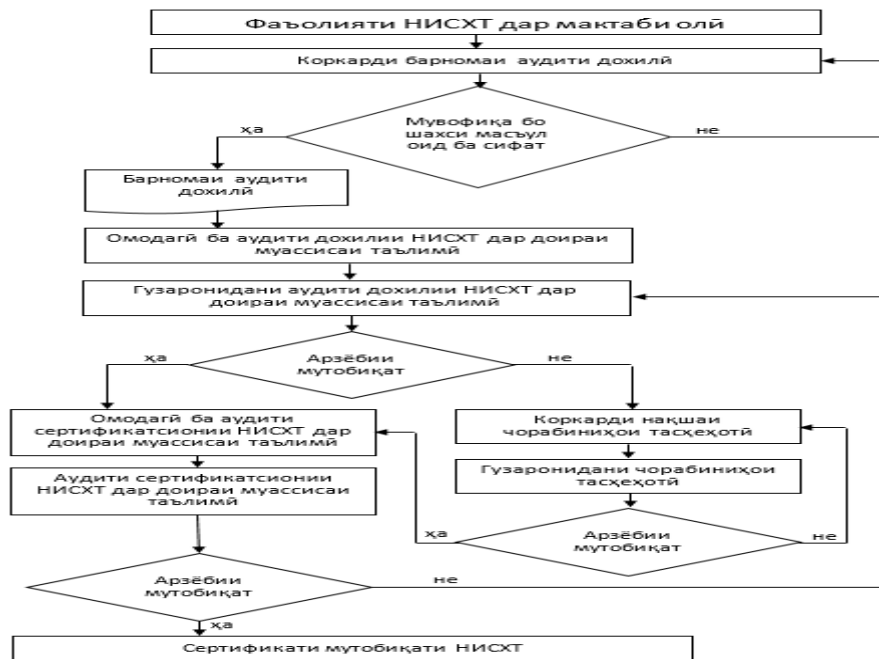 Фаъолияти НИСХТ дар мактаби олӣ
Коркарди барномаи аудити дохилӣ
Мувофиқа бо
шахси масъул
оид ба сифат
ҳа
не
Барномаи аудити
дохилӣ
Омодагӣ ба аудити дохилии НИСХТ дар доираи
муассисаи таълимӣ
Гузаронидани аудити дохилии НИСХТ дар
доираи муассисаи таълимӣ
Арзёбии
мутобиқат
ҳа
не
Омодагӣ ба аудити
сертификатсионии НИСХТ дар
доираи муассисаи таълимӣ
Коркарди нақшаи
чорабиниҳои тасҳеҳотӣ
Аудити сертификатсионии
НИСХТ дар доираи муассисаи
таълимӣ
Гузаронидани чорабиниҳои
тасҳеҳотӣ
Арзёбии
мутобиқат
ҳа
не
Арзёбии
мутобиқат
не
ҳа
Сертификати мутобиқати НИСХТ